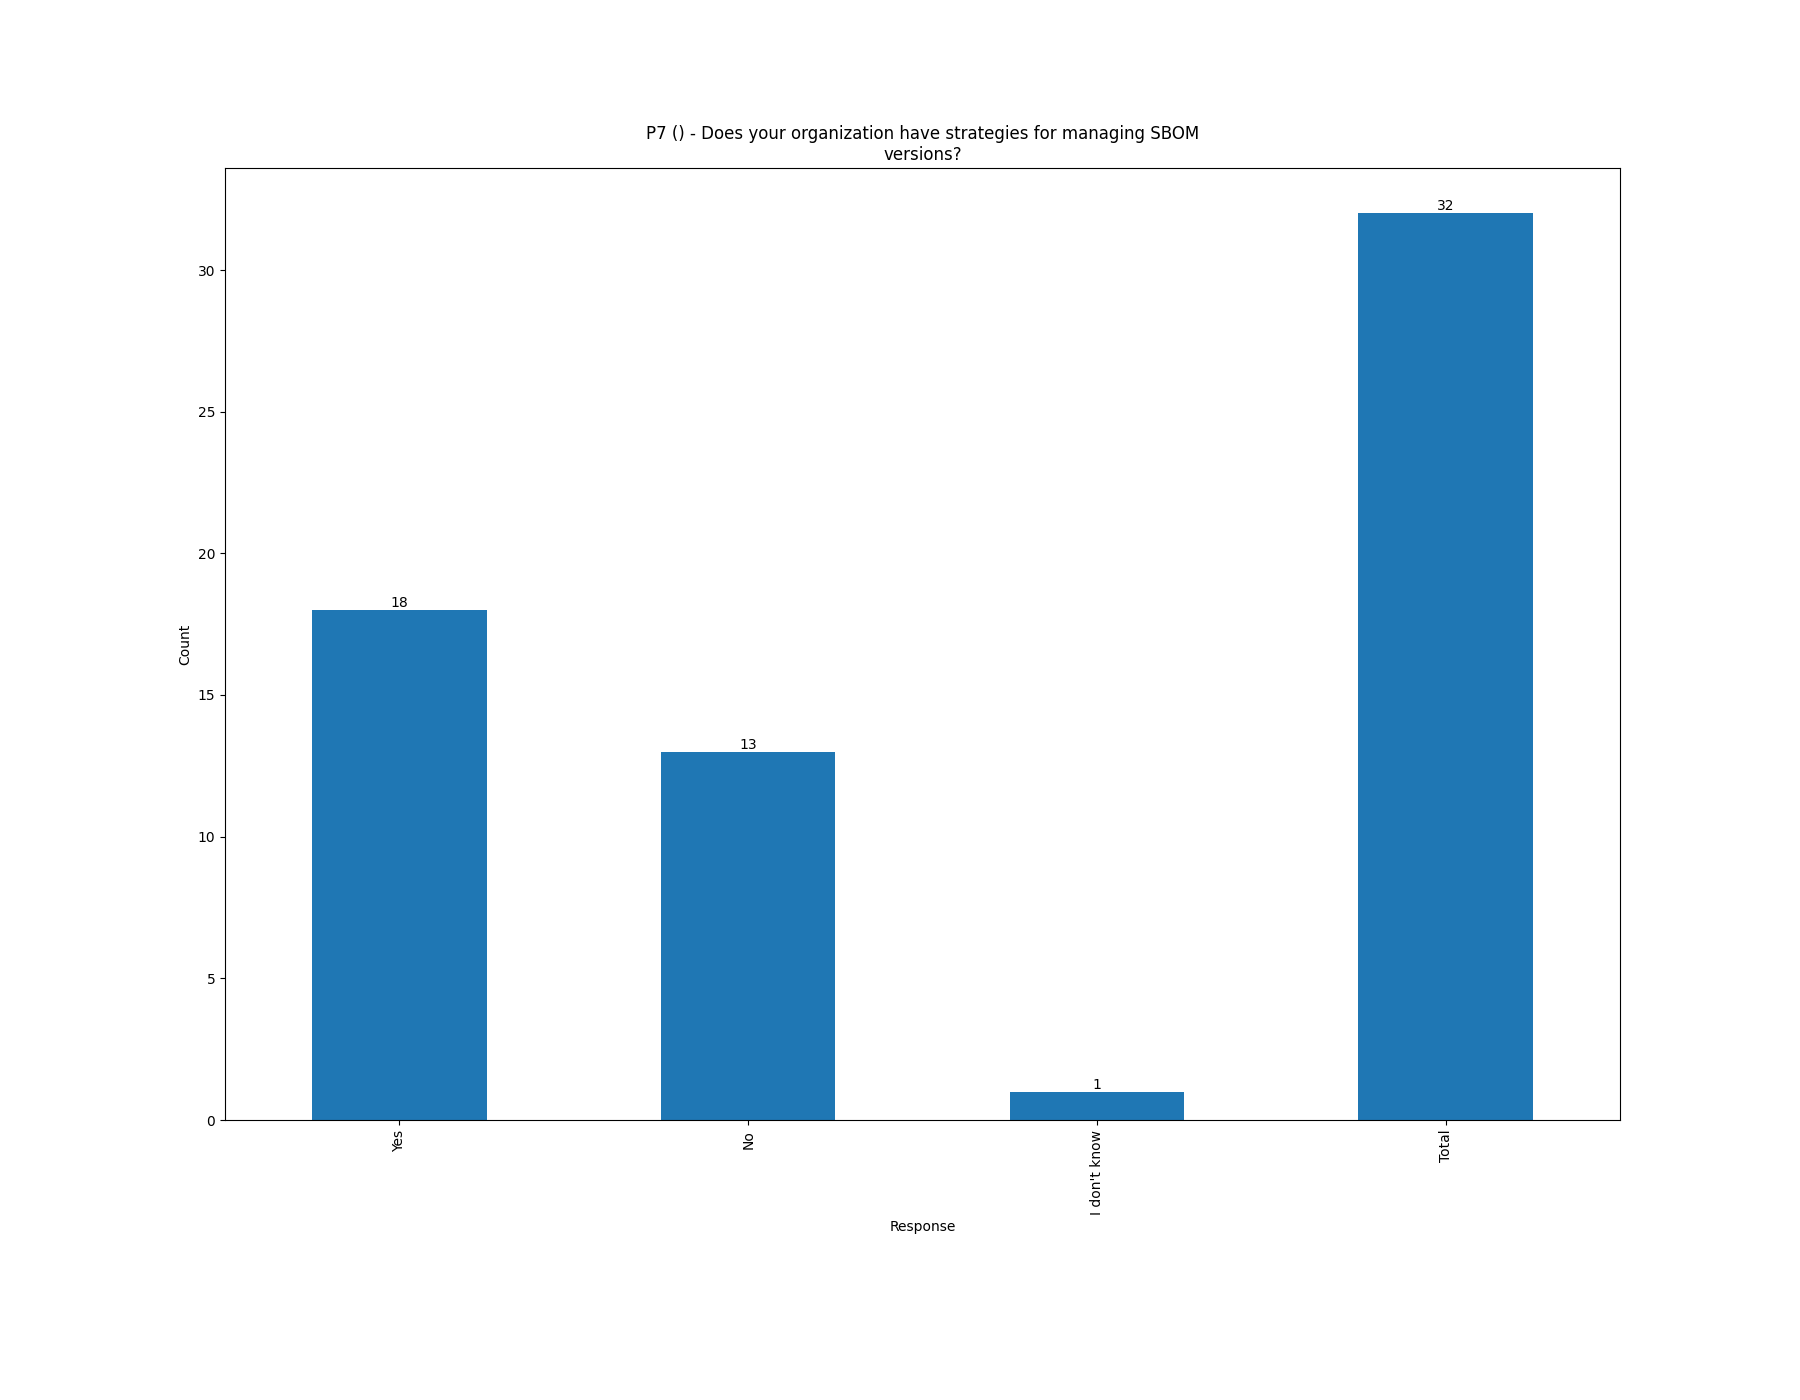 P7 () - Does your organization have strategies for managing SBOM
versions?
32
30
25
20
18
15
13
10
5
1
0
Count
Yes
No
I don't know
Total
Response